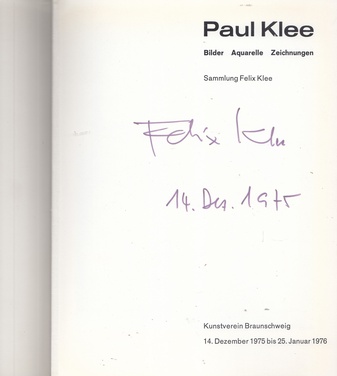 Paul Klee
Bilder Aquarelle Zeichnungen
Sammlung Felix Klee
Felix Klee
14. Dez. 1975
Kunstverein Braunschweig
14. Dezember 1975 bis 25. Januar 1976